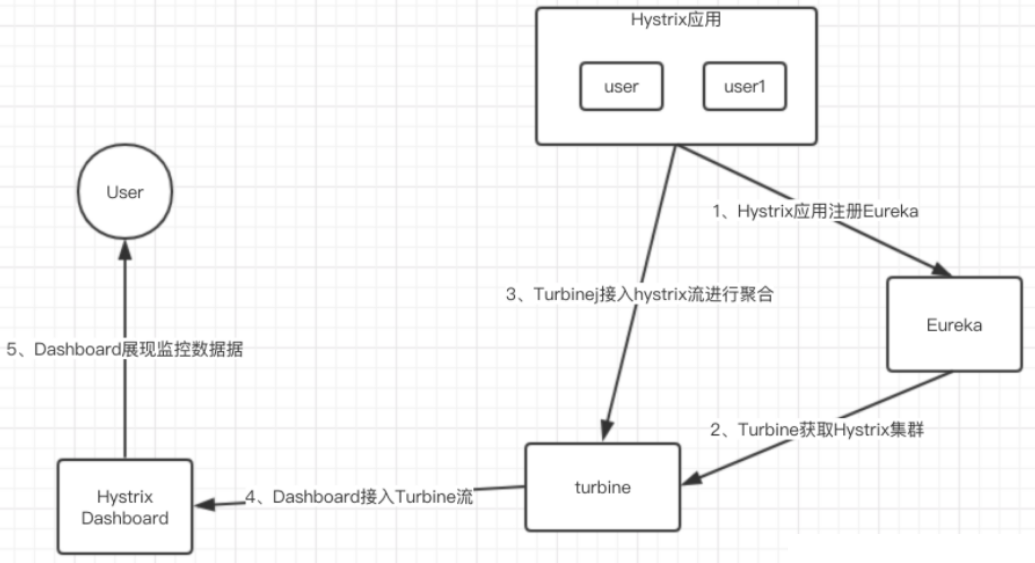 Hystrix应用
user
user1
User
1、Hystrix应用注册Eureka
3、Turbinej接入hystrix流进行聚合
Eureka
5、Dashboard展现监控数据据
2、Turbine获取Hystrix集群
turbine
4、Dashboard接入Turbine流
Hystrix
Dashboard